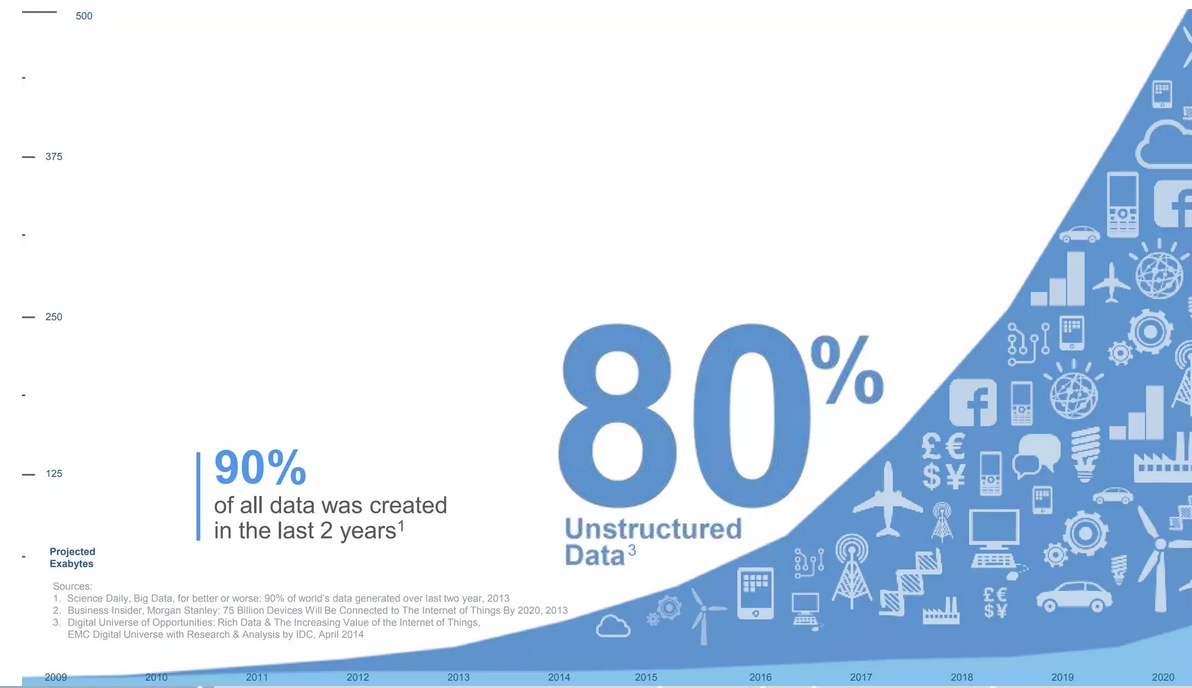 500
375
250
80%
90%
of all data was created
in the last 2 years1
125
£€
$¥
Unstructured
Data3
Projected
Exabytes
Sources:
1. Science Daily, Big Data, for better or worse: 90% of world's data generated over last two year, 2013
2. Business Insider, Morgan Stanley: 75 Billion Devices Will Be Connected to The Internet of Things By 2020, 2013
3. Digital Universe of Opportunities: Rich Data & The Increasing Value of the Internet of Things,
EMC Digital Universe with Research & Analysis by IDC, April 2014
£€
$¥
2009 2010 2011 2012 2013 2014 2015 2016 2017 2018 2019 2020